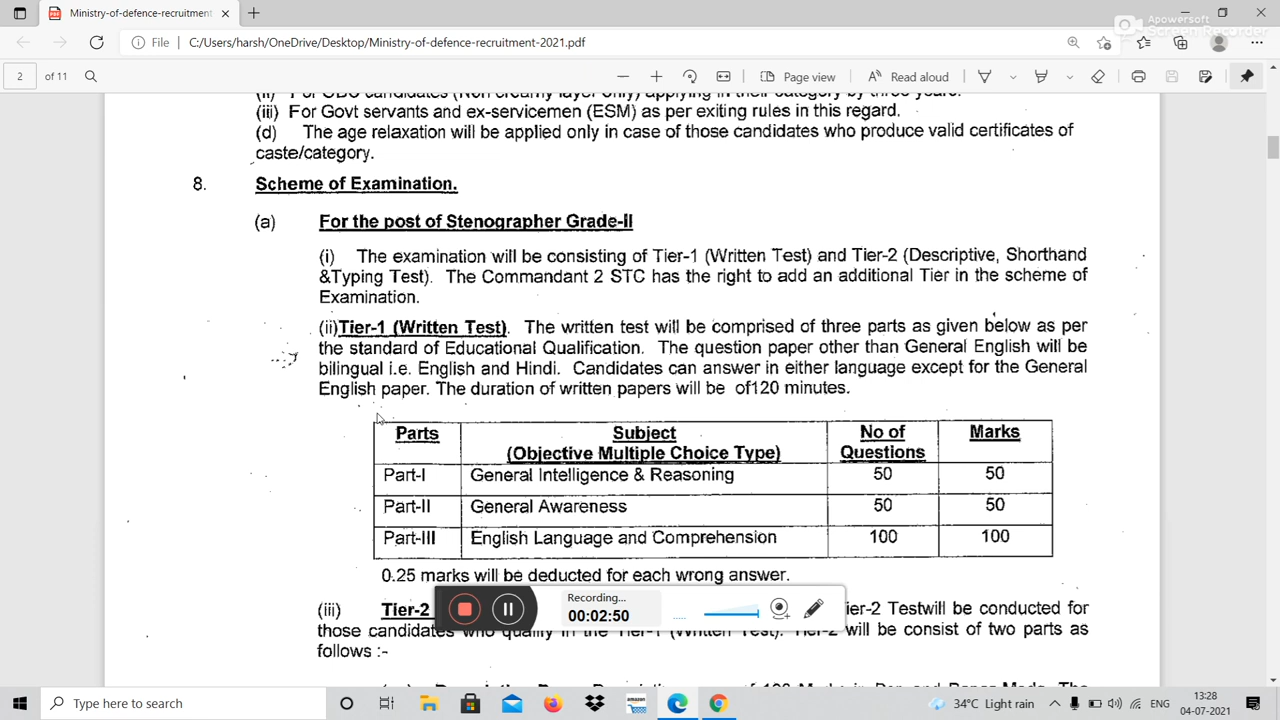 Ministry-of-defence-recruitment-
Apowersoft
Screen Recorder
File
C:/Users/harsh/OneDrive/Desktop/Ministry-of-defence-recruitment-2021.pdf
2 of 11
Page view
Read aloud
(iii) For Govt servants and ex-servicemen (ESM) as per exiting rules in this regard.
(d) The age relaxation will be applied only in case of those candidates who produce valid certificates of
caste/category.
8. Scheme of Examination.
(a) For the post of Stenographer Grade-II
(i) The examination will be consisting of Tier-1 (Written Test) and Tier-2 (Descriptive, Shorthand
&Typing Test). The Commandant 2 STC has the right to add an additional Tier in the scheme of
Examination.
(ii)Tier-1 (Written Test). The written test will be comprised of three parts as given below as per
the standard of Educational Qualification. The question paper other than General English will be
bilingual i.e. English and Hindi. Candidates can answer in either language except for the General
English paper. The duration of written papers will be of120 minutes.
Parts Subject No of Marks
(Objective Multiple Choice Type) Questions
Part-I General Intelligence & Reasoning 50 50
Part-II General Awareness 50 50
Part-III English Language and Comprehension 100 100
0.25 marks will be deducted for each wrong answer.
Recording...
00:02:50
(iii) Tier-2 ier-2 Testwill be conducted for
those candidates who qualify in the Tier-1 (Written Test). Tier-2 will be consist of two parts as
follows :-
Type here to search
34°C Light rain
ENG
13:28
04-07-2021